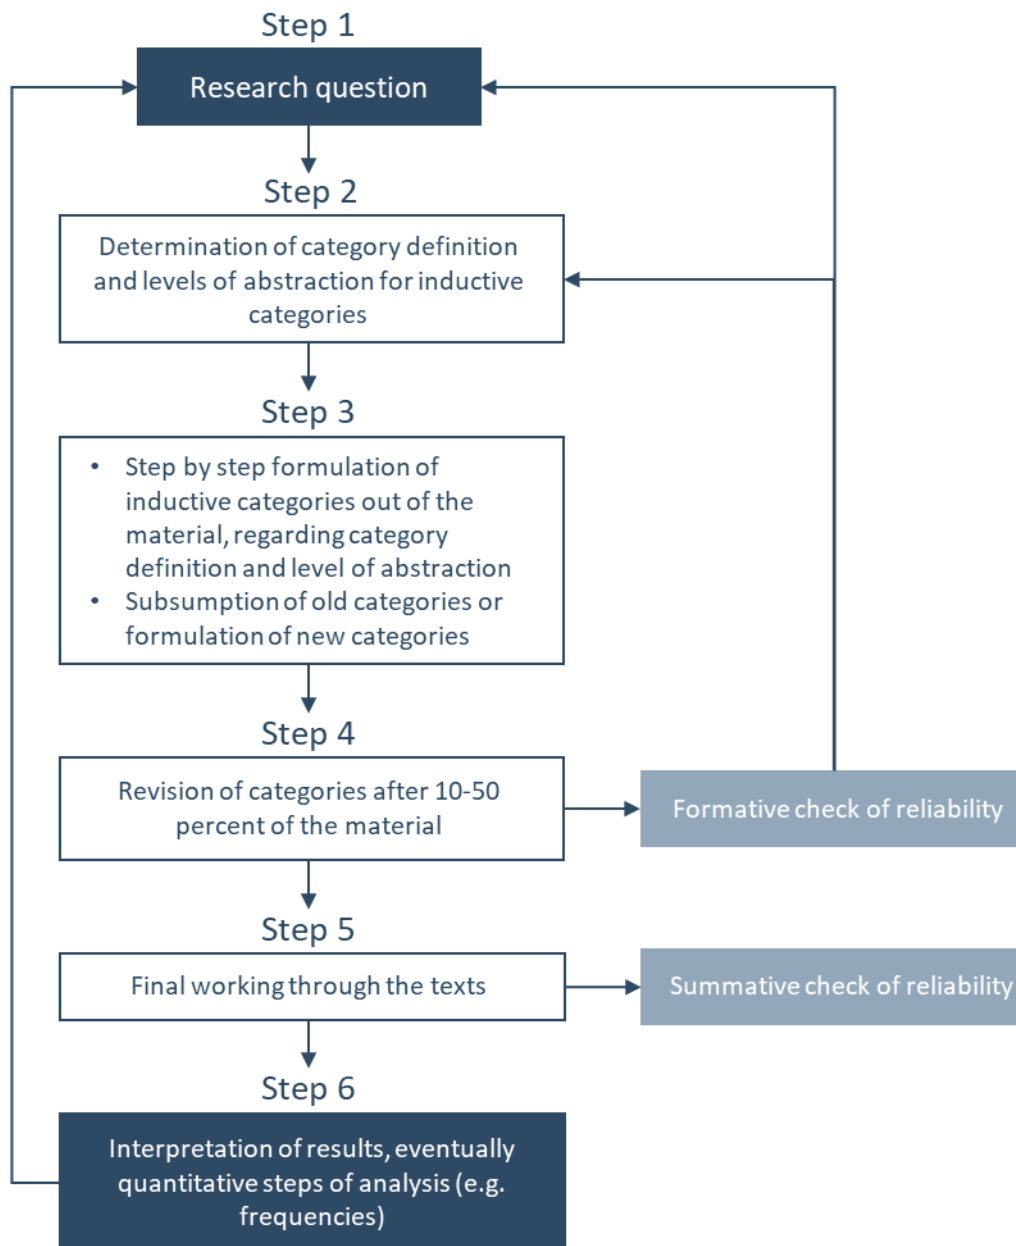 Step 1
Research question
Step 2
Determination of category definition
and levels of abstraction for inductive
categories
Step 3
• Step by step formulation of
inductive categories out of the
material, regarding category
definition and level of abstraction
• Subsumption of old categories or
formulation of new categories
Step 4
Revision of categories after 10-50
percent of the material
Formative check of reliability
Step 5
Final working through the texts
Summative check of reliability
Step 6
Interpretation of results, eventually
quantitative steps of analysis (e.g.
frequencies)